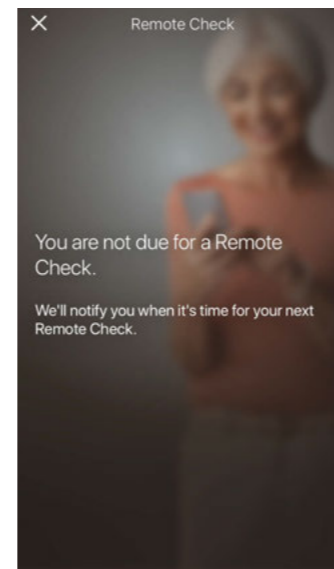 Remote Check
You are not due for a Remote
Check.
We'll notify you when it's time for your next
Remote Check.